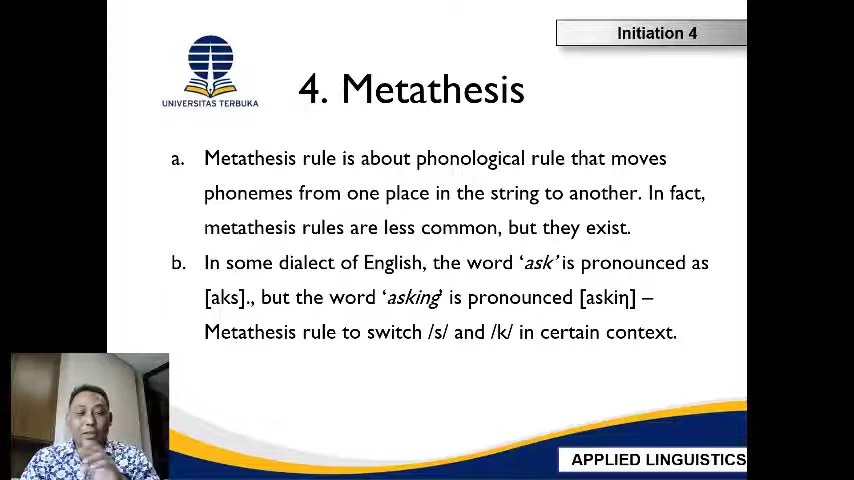 Initiation 4
UNIVERSITAS TERBUKA
4. Metathesis
a. Metathesis rule is about phonological rule that moves
phonemes from one place in the string to another. In fact,
metathesis rules are less common, but they exist.
b. In some dialect of English, the word ‘ask’ is pronounced as
[aks]., but the word ‘asking’ is pronounced [askiη] –
Metathesis rule to switch /s/ and /k/ in certain context.
APPLIED LINGUISTICS